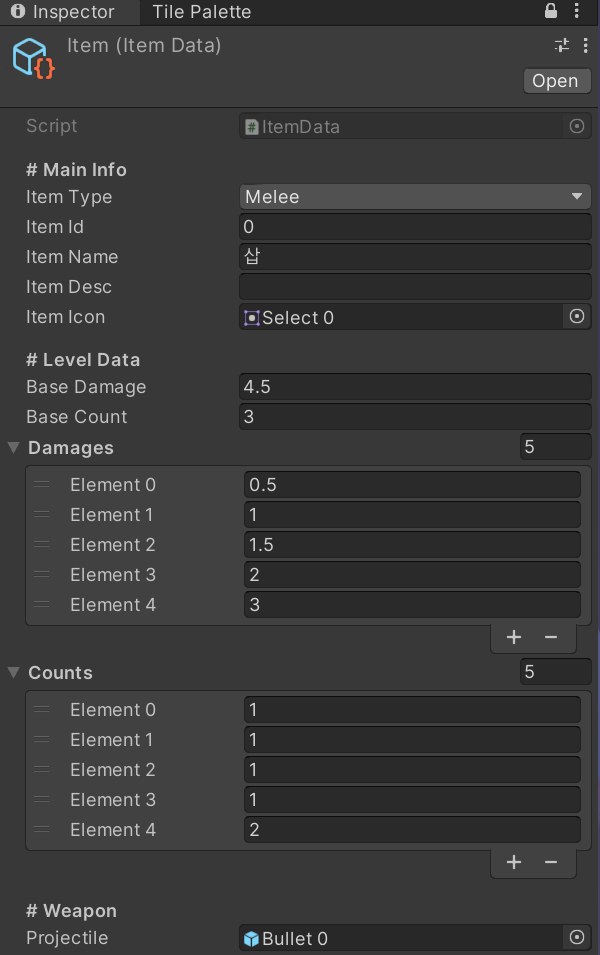 Inspector Tile Palette
Item (Item Data)
Open
Script ItemData
# Main Info
Item Type Melee
Item Id 0
Item Name 삽
Item Desc
Item Icon Select 0
# Level Data
Base Damage 4.5
Base Count 3
Damages 5
Element 0 0.5
Element 1 1
Element 2 1.5
Element 3 2
Element 4 3
+ −
Counts 5
Element 0 1
Element 1 1
Element 2 1
Element 3 1
Element 4 2
+ −
# Weapon
Projectile Bullet 0